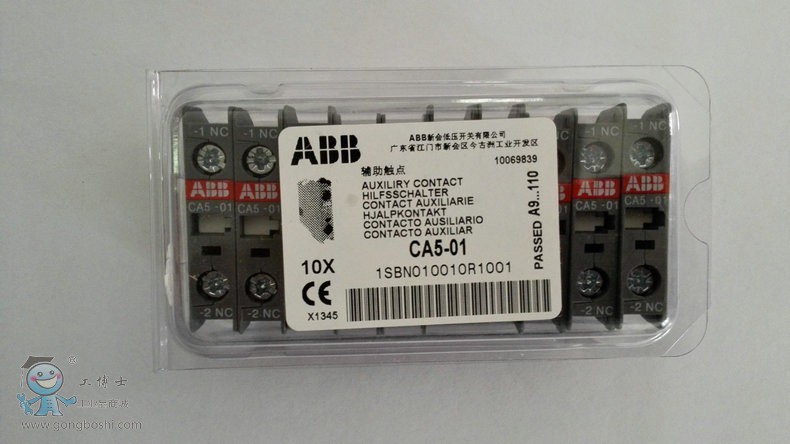 ABB
ABB新会低压开关有限公司
广东省江门市新会区今古洲工业开发区
10069839
辅助触点
AUXILIRY CONTACT
HILFSSCHALTER
CONTACT AUXILIARIE
HJALPKONTAKT
CONTACTO AUSILIARIO
CONTACTO AUXILIAR
CA5-01
1SBN010010R1001
10X
CE
X1345
PASSED A9...110
-1 NC
ABB
CA5-01
-2 NC
-1 NC
ABB
CA5-01
-2 NC
-1 NC
ABB
CA5-01
-2 NC
-1 NC
ABB
CA5-01
-2 NC
工博士
www.gongboshi.com